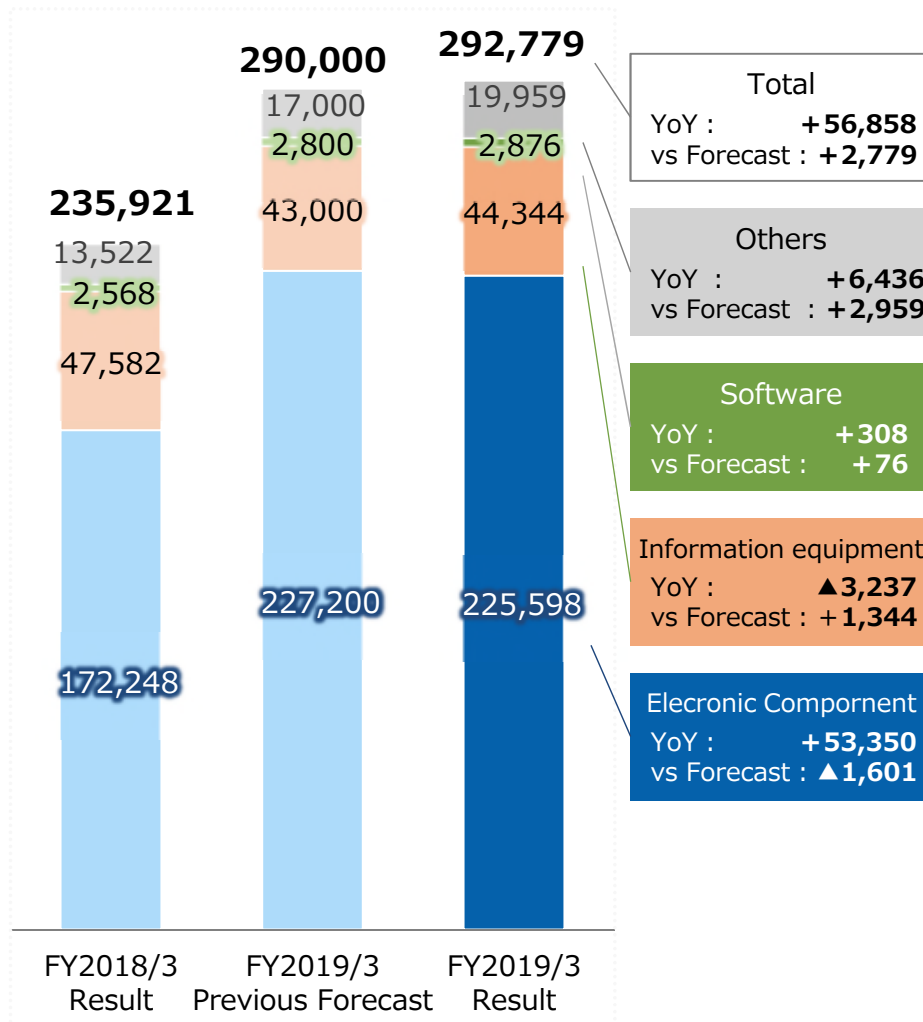 290,000
292,779
235,921
17,000
19,959
2,800
2,876
43,000
44,344
13,522
2,568
47,582
227,200
225,598
172,248
FY2018/3
Result
FY2019/3
Previous Forecast
FY2019/3
Result
Total
YoY : +56,858
vs Forecast : +2,779
Others
YoY : +6,436
vs Forecast : +2,959
Software
YoY : +308
vs Forecast : +76
Information equipment
YoY : ▲3,237
vs Forecast : +1,344
Elecronic Compornent
YoY : +53,350
vs Forecast : ▲1,601